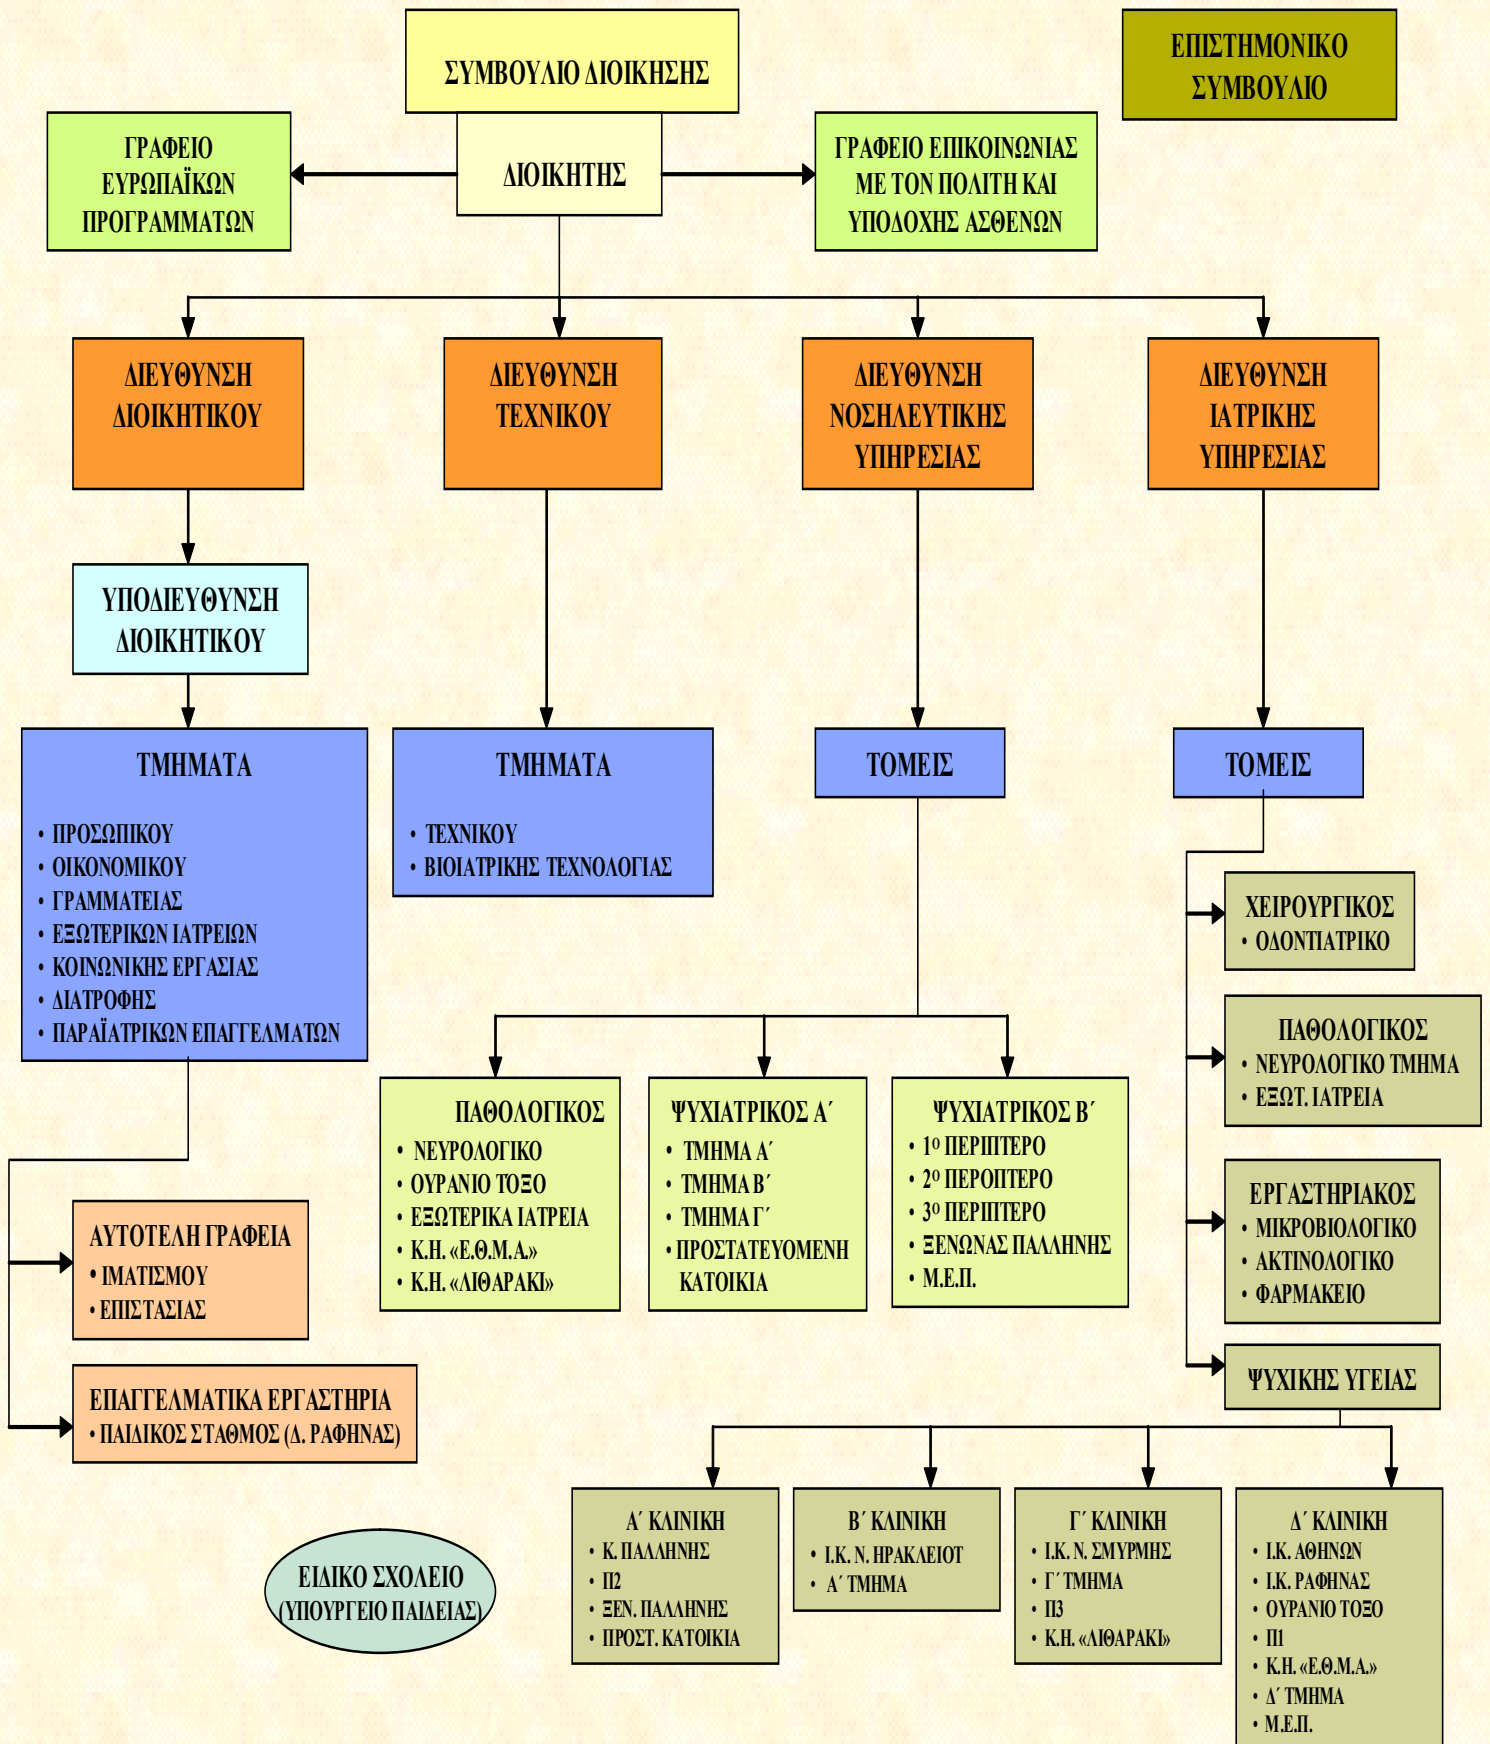 ΣΥΜΒΟΥΛΙΟ ΔΙΟΙΚΗΣΗΣ
ΕΠΙΣΤΗΜΟΝΙΚΟ
ΣΥΜΒΟΥΛΙΟ
ΓΡΑΦΕΙΟ
ΕΥΡΩΠΑΪΚΩΝ
ΠΡΟΓΡΑΜΜΑΤΩΝ
ΔΙΟΙΚΗΤΗΣ
ΓΡΑΦΕΙΟ ΕΠΙΚΟΙΝΩΝΙΑΣ
ΜΕ ΤΟΝ ΠΟΛΙΤΗ ΚΑΙ
ΥΠΟΔΟΧΗΣ ΑΣΘΕΝΩΝ
ΔΙΕΥΘΥΝΣΗ
ΔΙΟΙΚΗΤΙΚΟΥ
ΔΙΕΥΘΥΝΣΗ
ΤΕΧΝΙΚΟΥ
ΔΙΕΥΘΥΝΣΗ
ΝΟΣΗΛΕΥΤΙΚΗΣ
ΥΠΗΡΕΣΙΑΣ
ΔΙΕΥΘΥΝΣΗ
ΙΑΤΡΙΚΗΣ
ΥΠΗΡΕΣΙΑΣ
ΥΠΟΔΙΕΥΘΥΝΣΗ
ΔΙΟΙΚΗΤΙΚΟΥ
ΤΜΗΜΑΤΑ
• ΠΡΟΣΩΠΙΚΟΥ
• ΟΙΚΟΝΟΜΙΚΟΥ
• ΓΡΑΜΜΑΤΕΙΑΣ
• ΕΞΩΤΕΡΙΚΩΝ ΙΑΤΡΕΙΩΝ
• ΚΟΙΝΩΝΙΚΗΣ ΕΡΓΑΣΙΑΣ
• ΔΙΑΤΡΟΦΗΣ
• ΠΑΡΑΪΑΤΡΙΚΩΝ ΕΠΑΓΓΕΛΜΑΤΩΝ
ΤΜΗΜΑΤΑ
• ΤΕΧΝΙΚΟΥ
• ΒΙΟΙΑΤΡΙΚΗΣ ΤΕΧΝΟΛΟΓΙΑΣ
ΤΟΜΕΙΣ
ΤΟΜΕΙΣ
ΧΕΙΡΟΥΡΓΙΚΟΣ
• ΟΔΟΝΤΙΑΤΡΙΚΟ
ΠΑΘΟΛΟΓΙΚΟΣ
• ΝΕΥΡΟΛΟΓΙΚΟ ΤΜΗΜΑ
• ΕΞΩΤ. ΙΑΤΡΕΙΑ
ΕΡΓΑΣΤΗΡΙΑΚΟΣ
• ΜΙΚΡΟΒΙΟΛΟΓΙΚΟ
• ΑΚΤΙΝΟΛΟΓΙΚΟ
• ΦΑΡΜΑΚΕΙΟ
ΨΥΧΙΚΗΣ ΥΓΕΙΑΣ
ΠΑΘΟΛΟΓΙΚΟΣ
• ΝΕΥΡΟΛΟΓΙΚΟ
• ΟΥΡΑΝΙΟ ΤΟΞΟ
• ΕΞΩΤΕΡΙΚΑ ΙΑΤΡΕΙΑ
• Κ.Η. «Ε.Θ.Μ.Α.»
• Κ.Η. «ΛΙΘΑΡΑΚΙ»
ΨΥΧΙΑΤΡΙΚΟΣ Α΄
• ΤΜΗΜΑ Α΄
• ΤΜΗΜΑ Β΄
• ΤΜΗΜΑ Γ΄
• ΠΡΟΣΤΑΤΕΥΟΜΕΝΗ
ΚΑΤΟΙΚΙΑ
ΨΥΧΙΑΤΡΙΚΟΣ Β΄
• 1Ο ΠΕΡΙΠΤΕΡΟ
• 2Ο ΠΕΡΟΠΤΕΡΟ
• 3Ο ΠΕΡΙΠΤΕΡΟ
• ΞΕΝΩΝΑΣ ΠΑΛΛΗΝΗΣ
• Μ.Ε.Π.
ΑΥΤΟΤΕΛΗ ΓΡΑΦΕΙΑ
• ΙΜΑΤΙΣΜΟΥ
• ΕΠΙΣΤΑΣΙΑΣ
ΕΠΑΓΓΕΛΜΑΤΙΚΑ ΕΡΓΑΣΤΗΡΙΑ
• ΠΑΙΔΙΚΟΣ ΣΤΑΘΜΟΣ (Δ. ΡΑΦΗΝΑΣ)
ΕΙΔΙΚΟ ΣΧΟΛΕΙΟ
(ΥΠΟΥΡΓΕΙΟ ΠΑΙΔΕΙΑΣ)
Α΄ ΚΛΙΝΙΚΗ
• Κ. ΠΑΛΛΗΝΗΣ
• Π2
• ΞΕΝ. ΠΑΛΛΗΝΗΣ
• ΠΡΟΣΤ. ΚΑΤΟΙΚΙΑ
Β΄ ΚΛΙΝΙΚΗ
• Ι.Κ. Ν. ΗΡΑΚΛΕΙΟΤ
• Α΄ ΤΜΗΜΑ
Γ΄ ΚΛΙΝΙΚΗ
• Ι.Κ. Ν. ΣΜΥΡΜΗΣ
• Γ΄ ΤΜΗΜΑ
• Π3
• Κ.Η. «ΛΙΘΑΡΑΚΙ»
Δ΄ ΚΛΙΝΙΚΗ
• Ι.Κ. ΑΘΗΝΩΝ
• Ι.Κ. ΡΑΦΗΝΑΣ
• ΟΥΡΑΝΙΟ ΤΟΞΟ
• Π1
• Κ.Η. «Ε.Θ.Μ.Α.»
• Δ΄ ΤΜΗΜΑ
• Μ.Ε.Π.